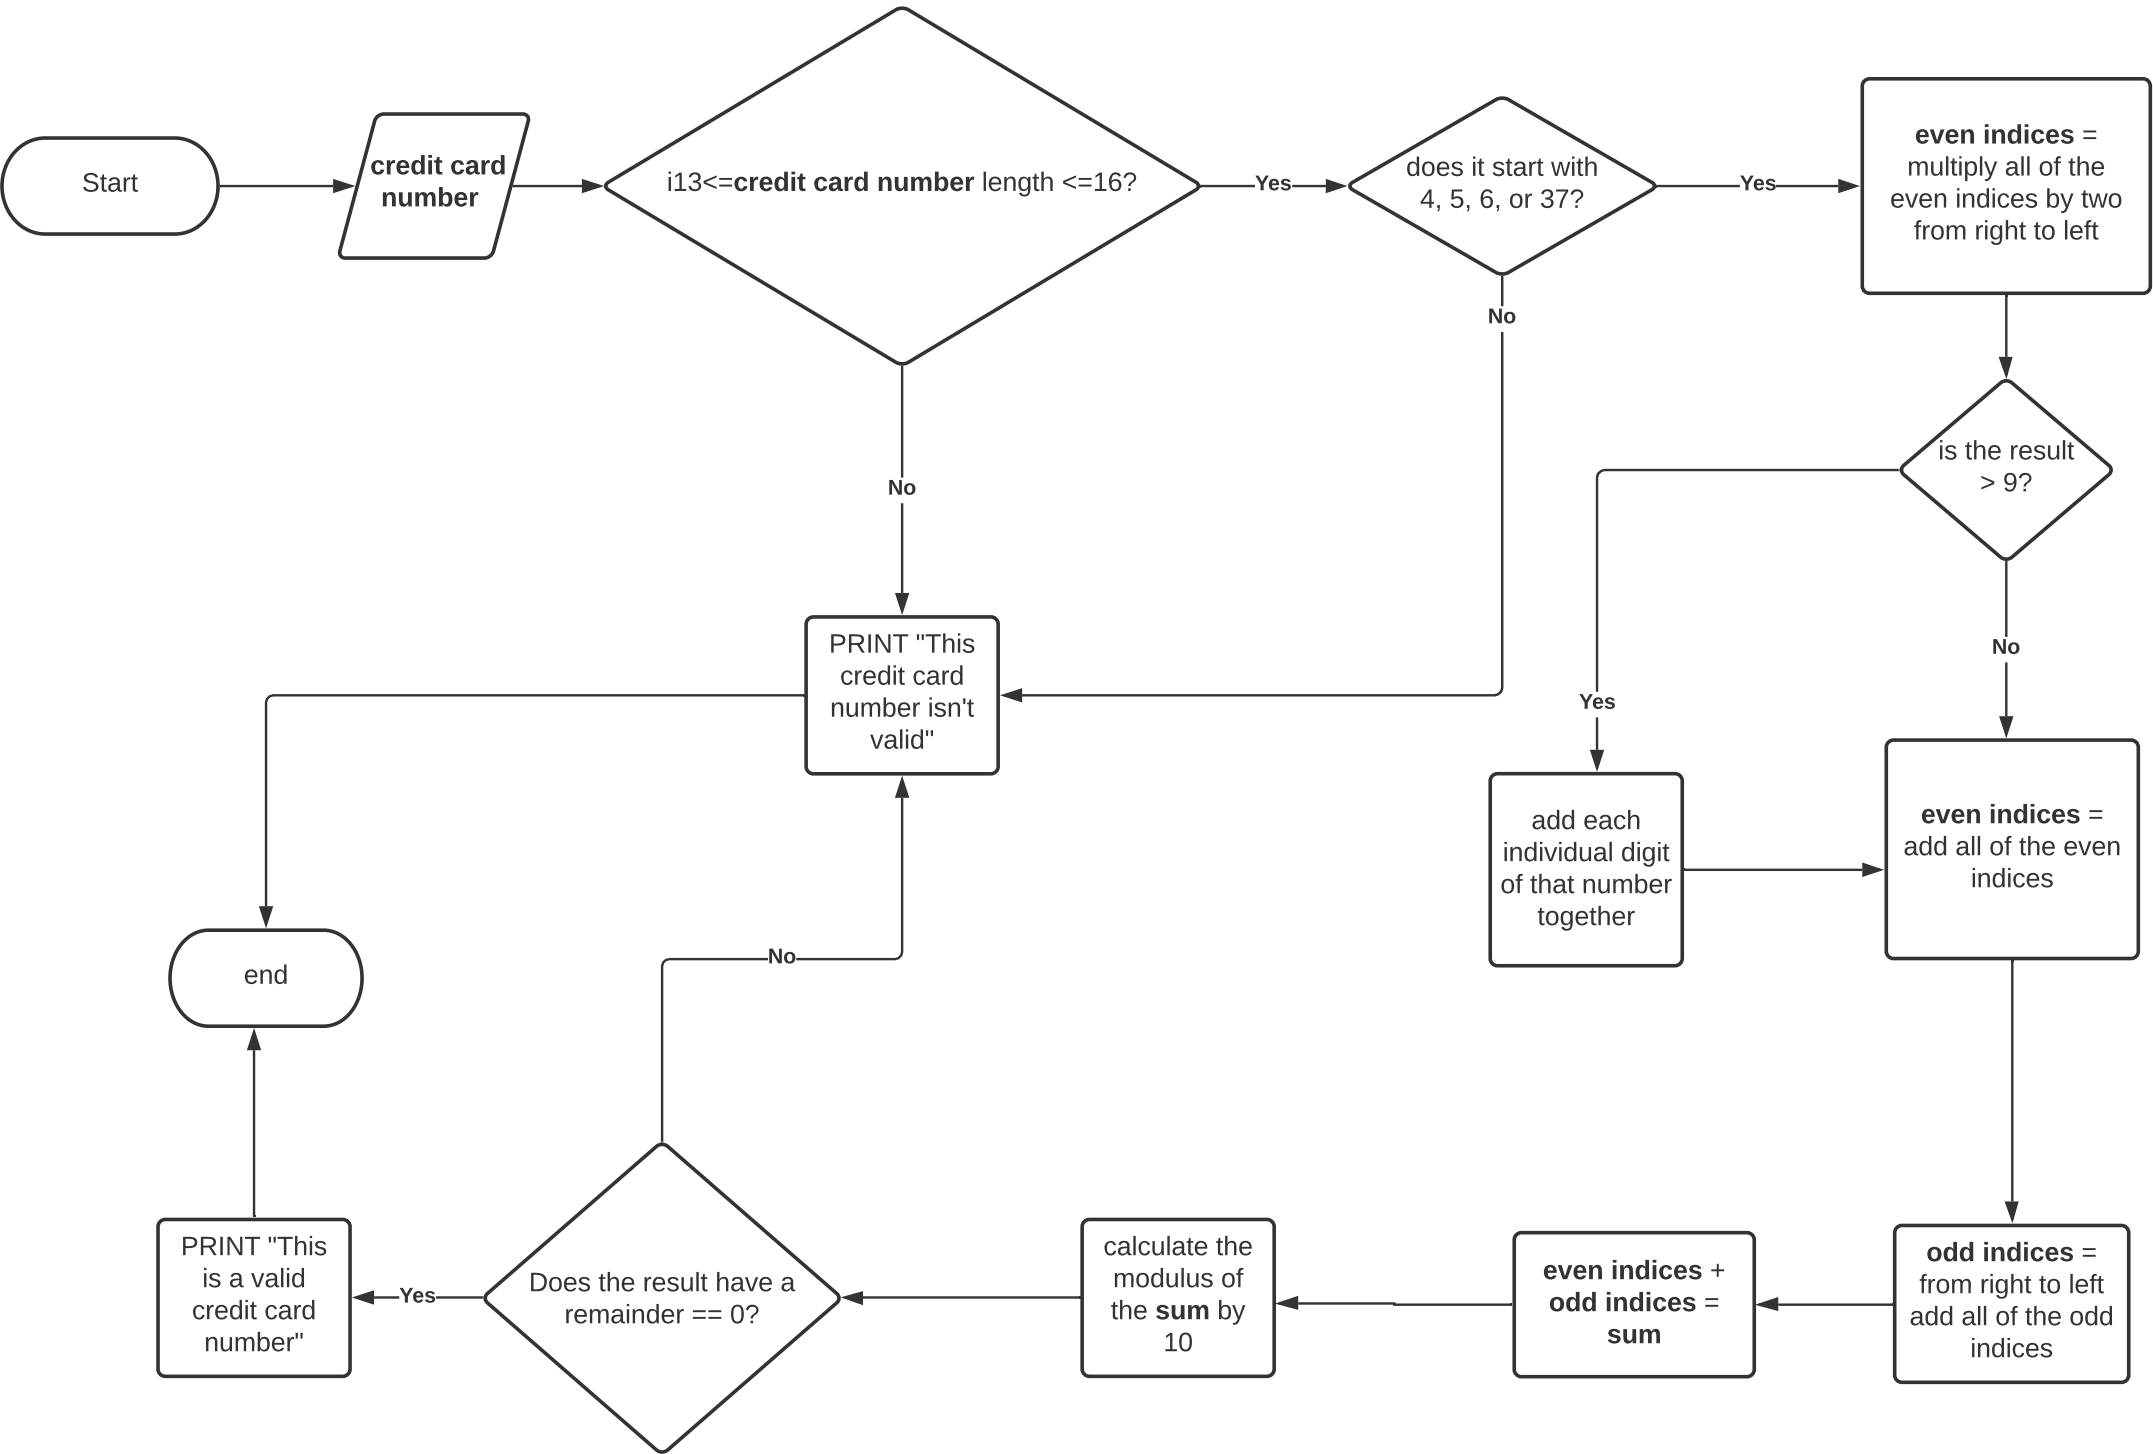 Start
credit card
number
i13<=credit card number length <=16?
Yes
does it start with
4, 5, 6, or 37?
Yes
even indices =
multiply all of the
even indices by two
from right to left
No
No
is the result
> 9?
Yes
No
PRINT "This
credit card
number isn't
valid"
add each
individual digit
of that number
together
even indices =
add all of the even
indices
end
No
PRINT "This
is a valid
credit card
number"
Yes
Does the result have a
remainder == 0?
calculate the
modulus of
the sum by
10
even indices +
odd indices =
sum
odd indices =
from right to left
add all of the odd
indices